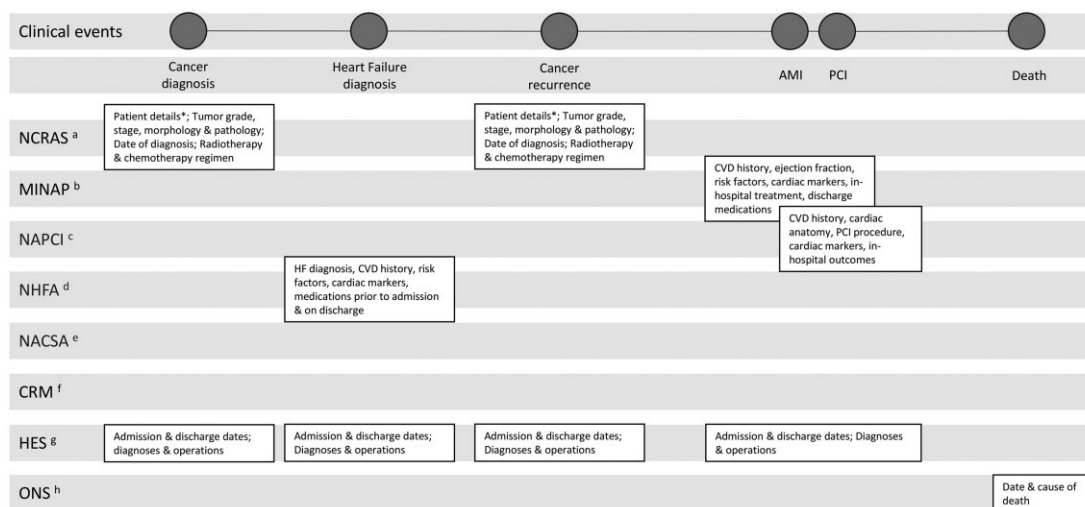 Clinical events
Cancer
diagnosis
Heart Failure
diagnosis
Cancer
recurrence
AMI
PCI
Death
NCRAS a
Patient details*; Tumor grade,
stage, morphology & pathology;
Date of diagnosis; Radiotherapy
& chemotherapy regimen
Patient details*; Tumor grade,
stage, morphology & pathology;
Date of diagnosis; Radiotherapy
& chemotherapy regimen
MINAP b
CVD history, ejection fraction,
risk factors, cardiac markers, in-
hospital treatment, discharge
medications
NAPCI c
CVD history, cardiac
anatomy, PCI procedure,
cardiac markers, in-
hospital outcomes
NHFA d
HF diagnosis, CVD history, risk
factors, cardiac markers,
medications prior to admission
& on discharge
NACSA e
CRM f
HES g
Admission & discharge dates;
diagnoses & operations
Admission & discharge dates;
Diagnoses & operations
Admission & discharge dates;
Diagnoses & operations
Admission & discharge dates; Diagnoses
& operations
ONS h
Date & cause of
death